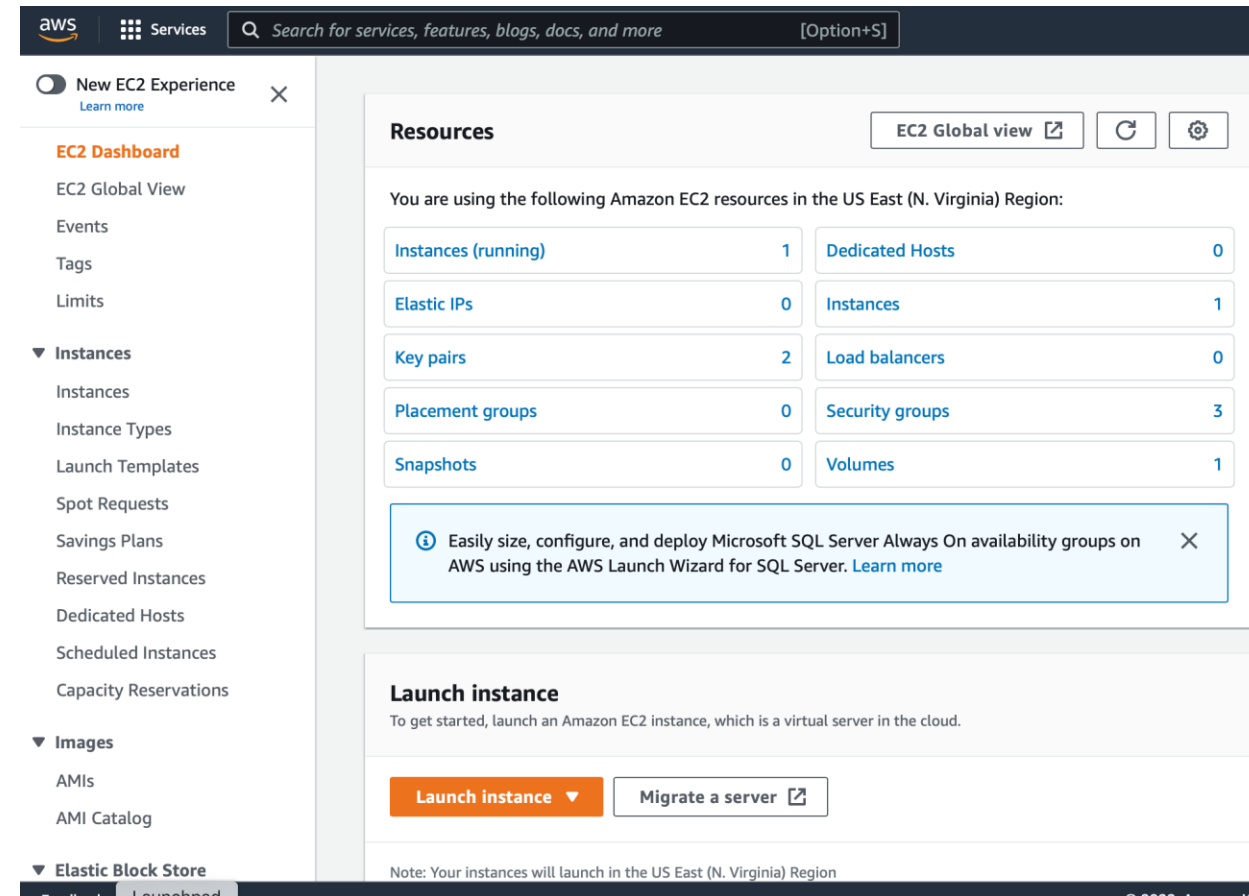 aws
Services
Search for services, features, blogs, docs, and more
[Option+S]
New EC2 Experience
Learn more
EC2 Dashboard
EC2 Global View
Events
Tags
Limits
Instances
Instances
Instance Types
Launch Templates
Spot Requests
Savings Plans
Reserved Instances
Dedicated Hosts
Scheduled Instances
Capacity Reservations
Images
AMIs
AMI Catalog
Elastic Block Store
Resources
EC2 Global view
You are using the following Amazon EC2 resources in the US East (N. Virginia) Region:
Instances (running) 1
Dedicated Hosts 0
Elastic IPs 0
Instances 1
Key pairs 2
Load balancers 0
Placement groups 0
Security groups 3
Snapshots 0
Volumes 1
Easily size, configure, and deploy Microsoft SQL Server Always On availability groups on
AWS using the AWS Launch Wizard for SQL Server. Learn more
Launch instance
To get started, launch an Amazon EC2 instance, which is a virtual server in the cloud.
Launch instance
Migrate a server
Note: Your instances will launch in the US East (N. Virginia) Region